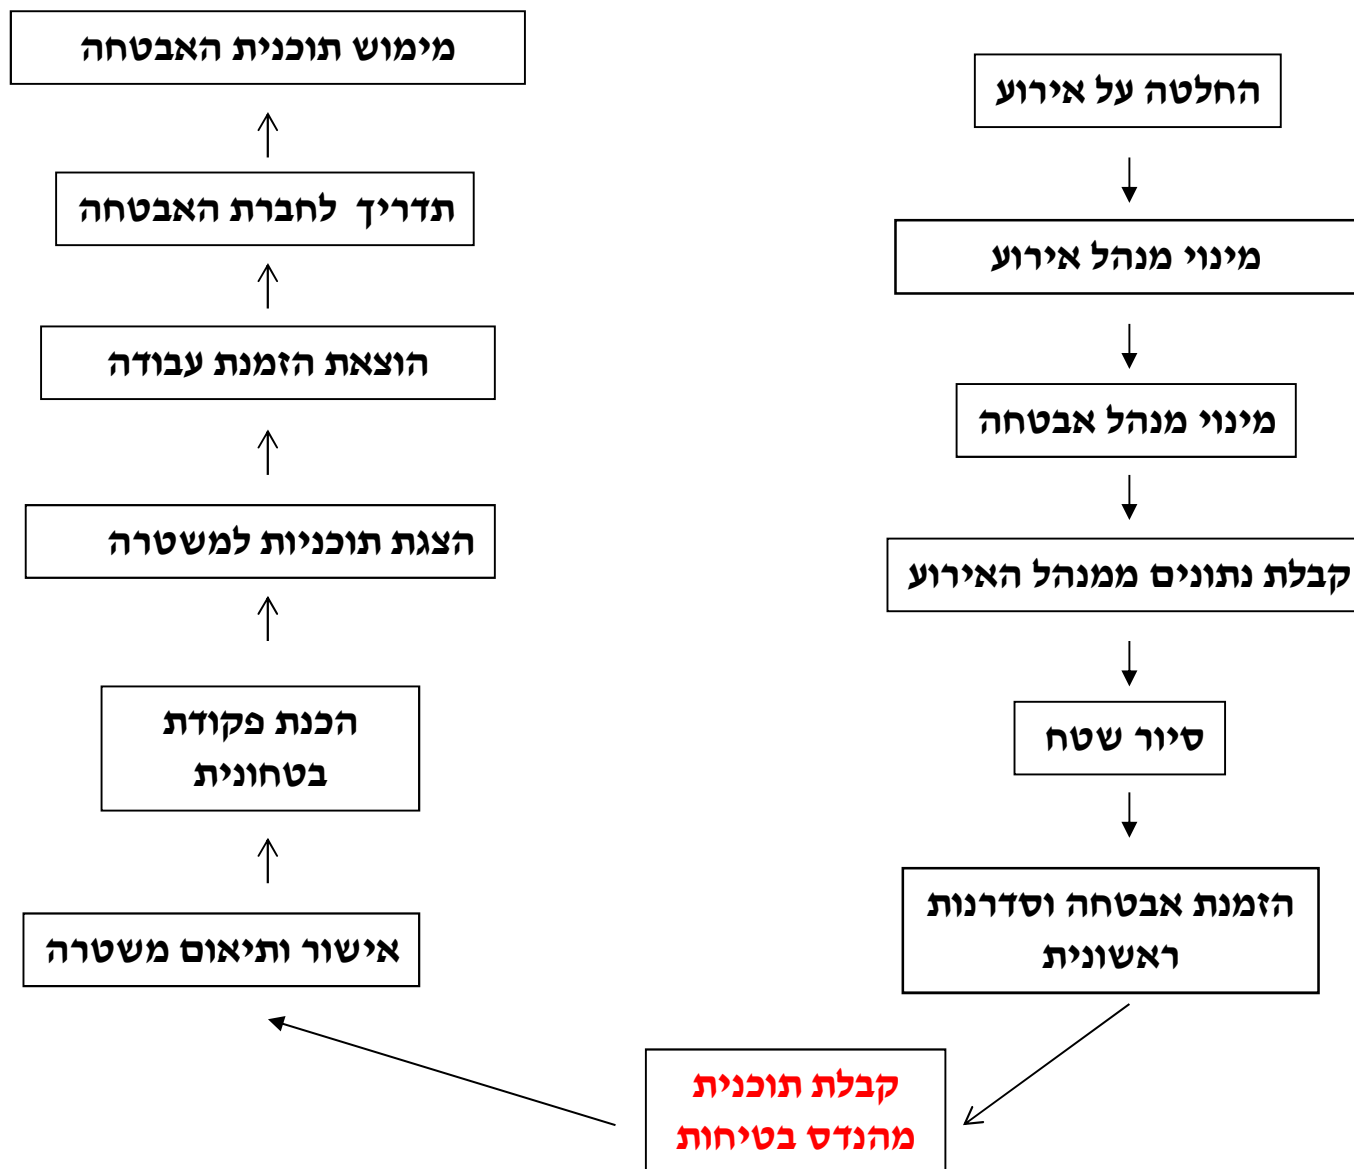 החלטה על אירוע
מינוי מנהל אירוע
מינוי מנהל אבטחה
קבלת נתונים ממנהל האירוע
סיור שטח
הזמנת אבטחה וסדרנות
ראשונית
קבלת תוכנית
מהנדס בטיחות
אישור ותיאום משטרה
הכנת פקודת
בטחונית
הצגת תוכניות למשטרה
הוצאת הזמנת עבודה
תדריך לחברת האבטחה
מימוש תוכנית האבטחה